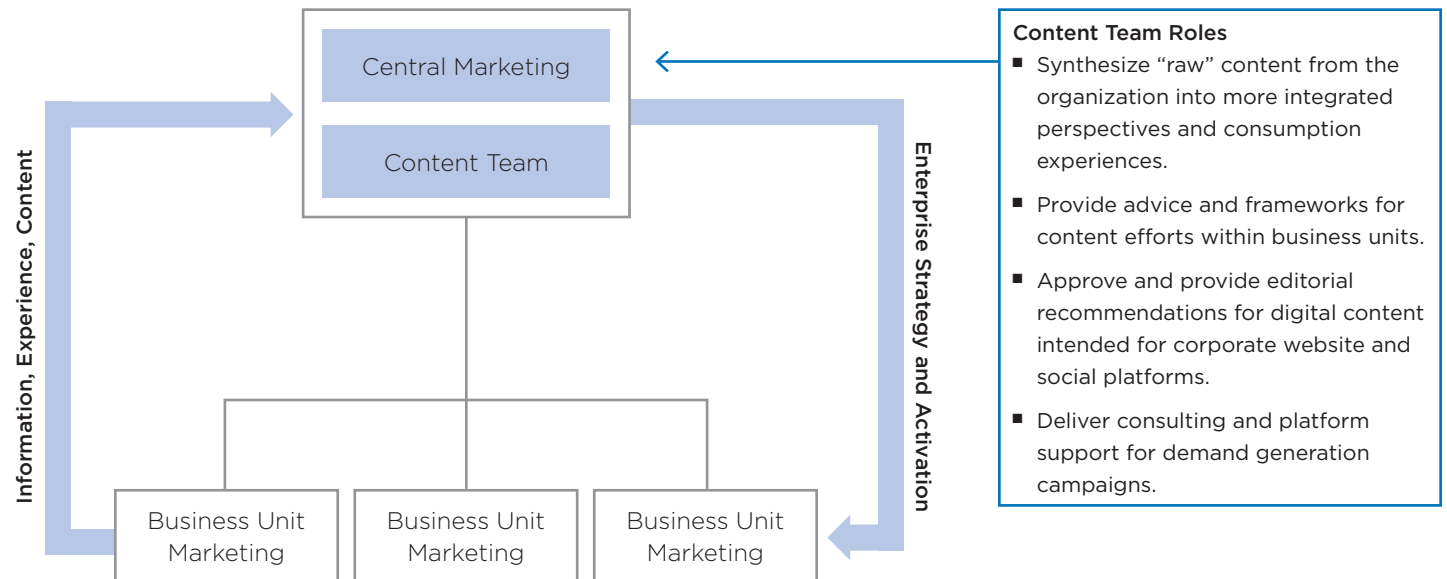 Central Marketing
Content Team
Information, Experience, Content
Enterprise Strategy and Activation
Business Unit
Marketing
Business Unit
Marketing
Business Unit
Marketing
Content Team Roles
▪ Synthesize “raw” content from the
organization into more integrated
perspectives and consumption
experiences.
▪ Provide advice and frameworks for
content efforts within business units.
▪ Approve and provide editorial
recommendations for digital content
intended for corporate website and
social platforms.
▪ Deliver consulting and platform
support for demand generation
campaigns.